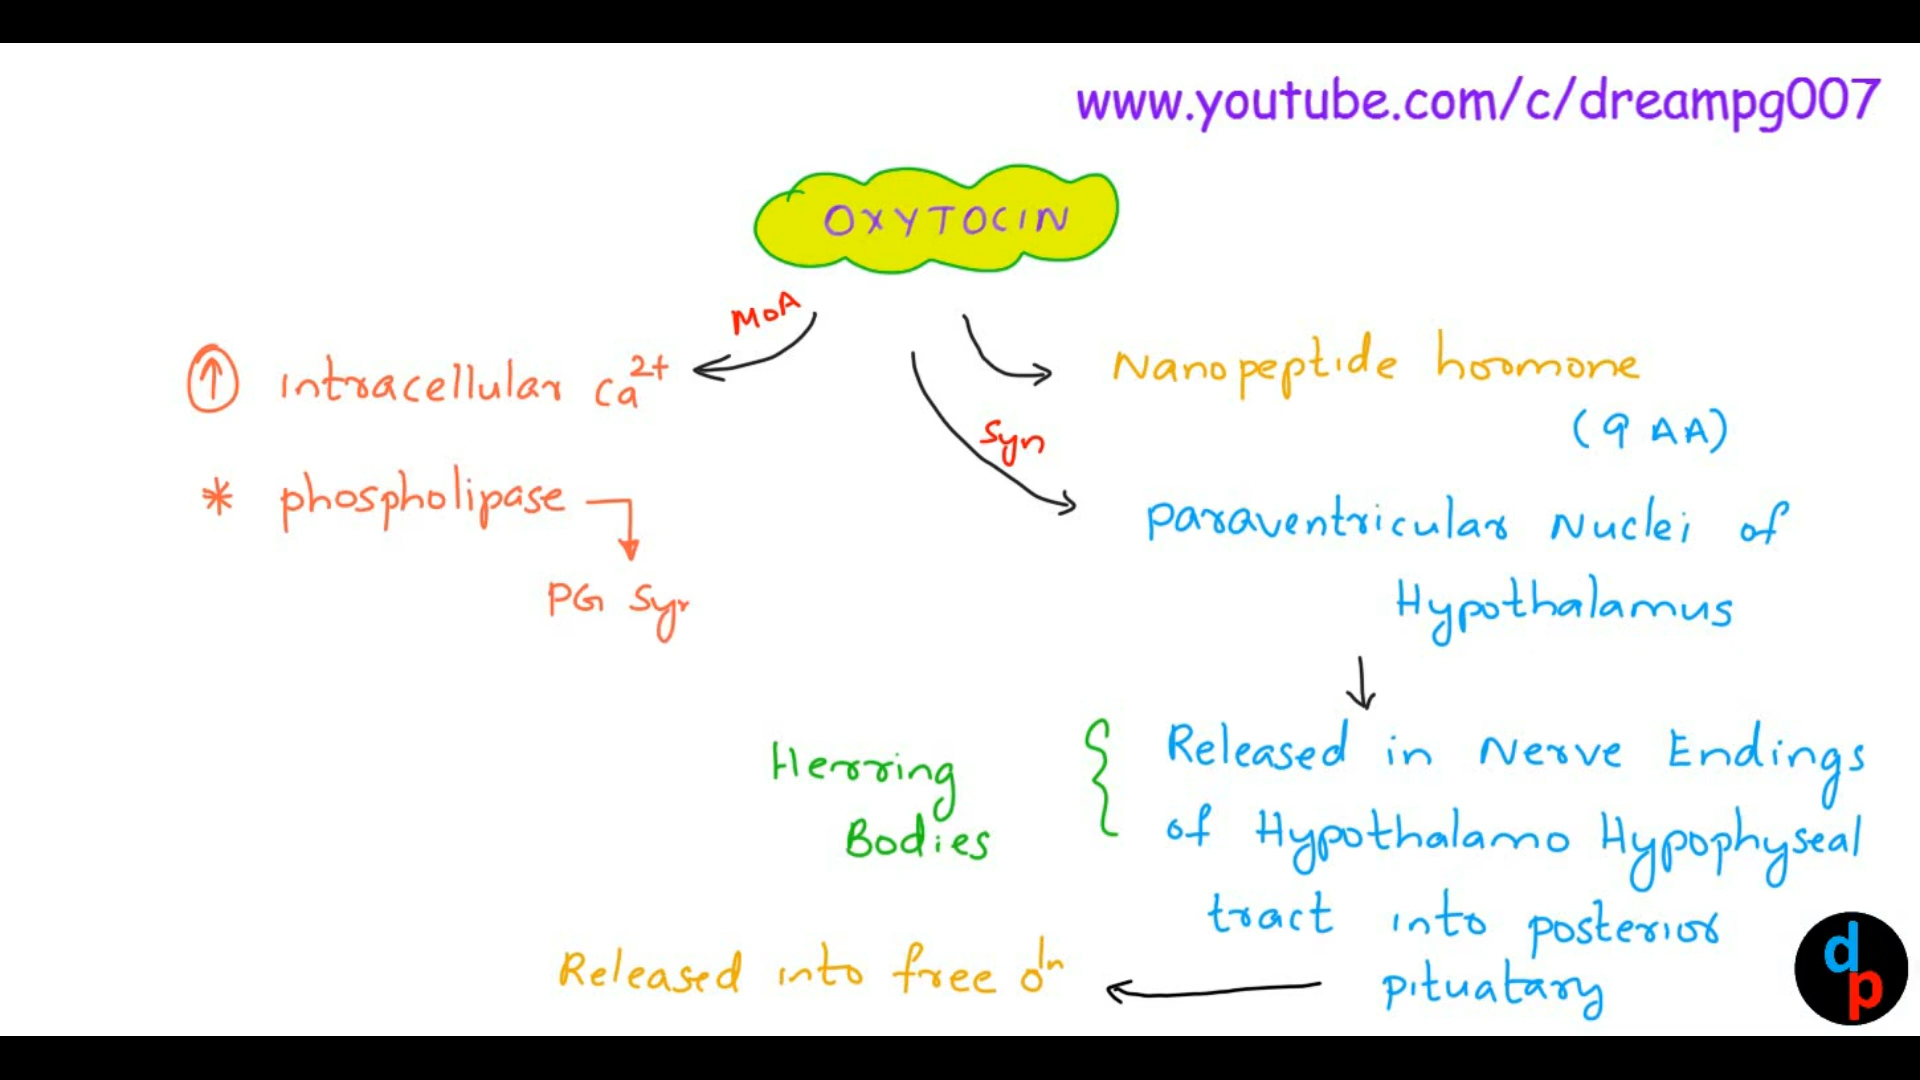 www.youtube.com/c/dreampg007
OXYTOCIN
MoA
↑ intracellular Ca2+
* phospholipase
PG Syn
Nanopeptide hormone
(9 AA)
Syn
paraventricular Nuclei of
Hypothalamus
Herring
Bodies
Released in Nerve Endings
of Hypothalamo Hypophyseal
tract into posterior
pituatary
Released into free
dp